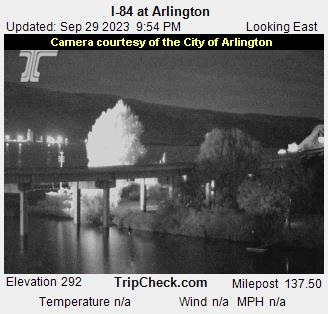 I-84 at Arlington
Updated: Sep 29 2023 9:54 PM Looking East
Camera courtesy of the City of Arlington
Elevation 292 TripCheck.com Milepost 137.50
Temperature n/a Wind n/a MPH n/a